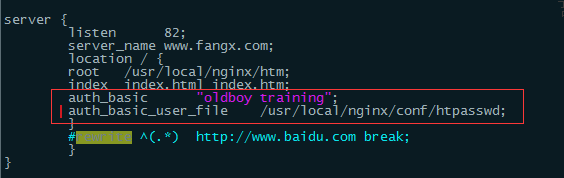 server {
listen 82;
server_name www.fangx.com;
location / {
root /usr/local/nginx/htm;
index index.html index.htm;
auth_basic "oldboy training";
auth_basic_user_file /usr/local/nginx/conf/htpasswd;
}
#rewrite ^(.*) http://www.baidu.com break;
}
}